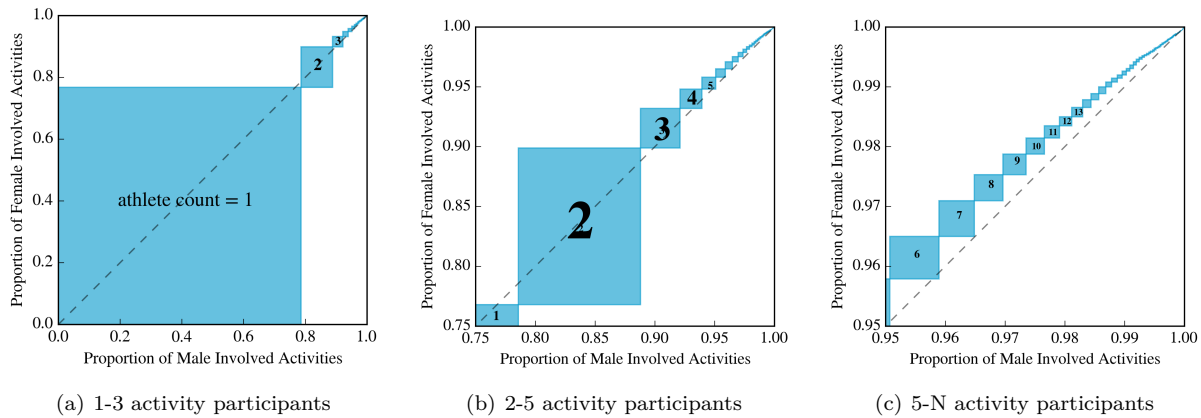 Proportion of Female Involved Activities
1.0
0.8
0.6
0.4
0.2
0.0
athlete count = 1
2
3
0.0 0.2 0.4 0.6 0.8 1.0
Proportion of Male Involved Activities
(a) 1-3 activity participants
Proportion of Female Involved Activities
1.00
0.95
0.90
0.85
0.80
0.75
1
2
3
4
5
0.75 0.80 0.85 0.90 0.95 1.00
Proportion of Male Involved Activities
(b) 2-5 activity participants
Proportion of Female Involved Activities
1.00
0.99
0.98
0.97
0.96
0.95
6
7
8
9
10
11
12
13
0.95 0.96 0.97 0.98 0.99 1.00
Proportion of Male Involved Activities
(c) 5-N activity participants